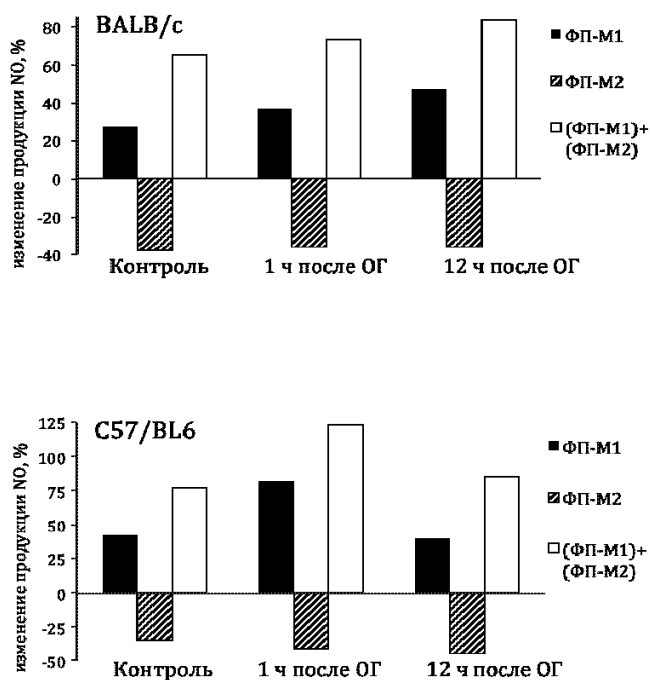 BALB/c
изменение продукции NO, %
80
60
40
20
0
-20
-40
Контроль
1 ч после ОГ
12 ч после ОГ
ФП-М1
ФП-М2
(ФП-М1)+
(ФП-М2)
C57/BL6
изменение продукции NO, %
125
100
75
50
25
0
-25
-50
Контроль
1 ч после ОГ
12 ч после ОГ
ФП-М1
ФП-М2
(ФП-М1)+
(ФП-М2)